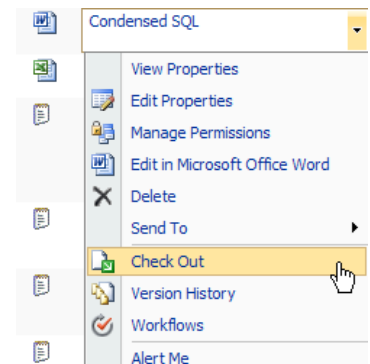 Condensed SQL
View Properties
Edit Properties
Manage Permissions
Edit in Microsoft Office Word
Delete
Send To
Check Out
Version History
Workflows
Alert Me